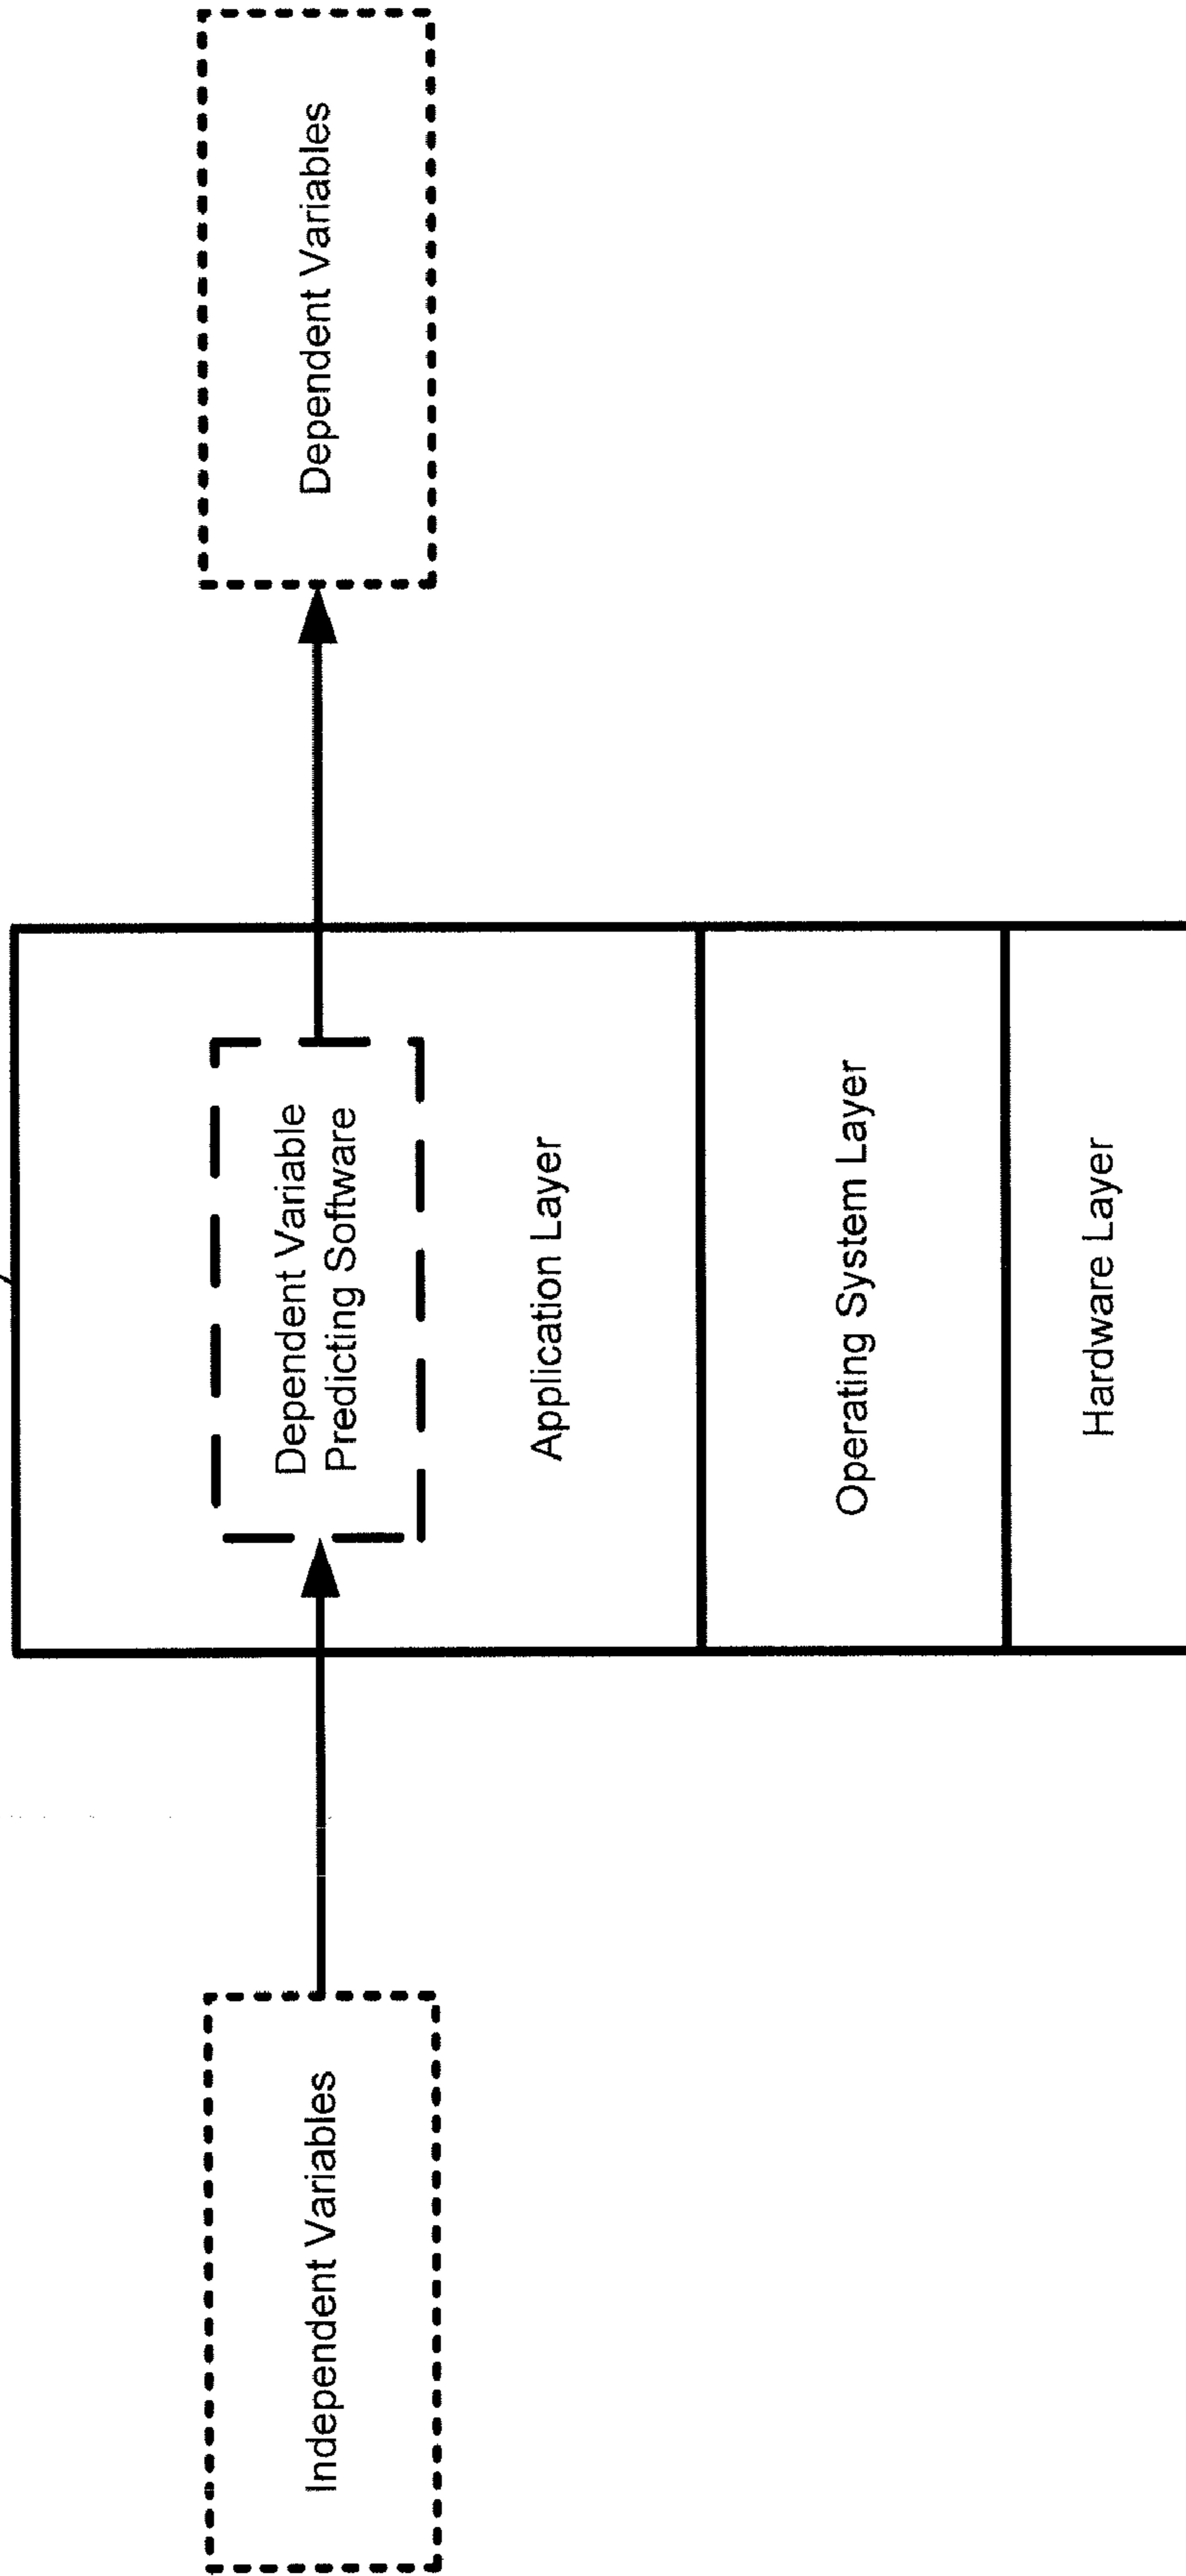 Independent Variables
Dependent Variable
Predicting Software
Application Layer
Operating System Layer
Hardware Layer
Dependent Variables